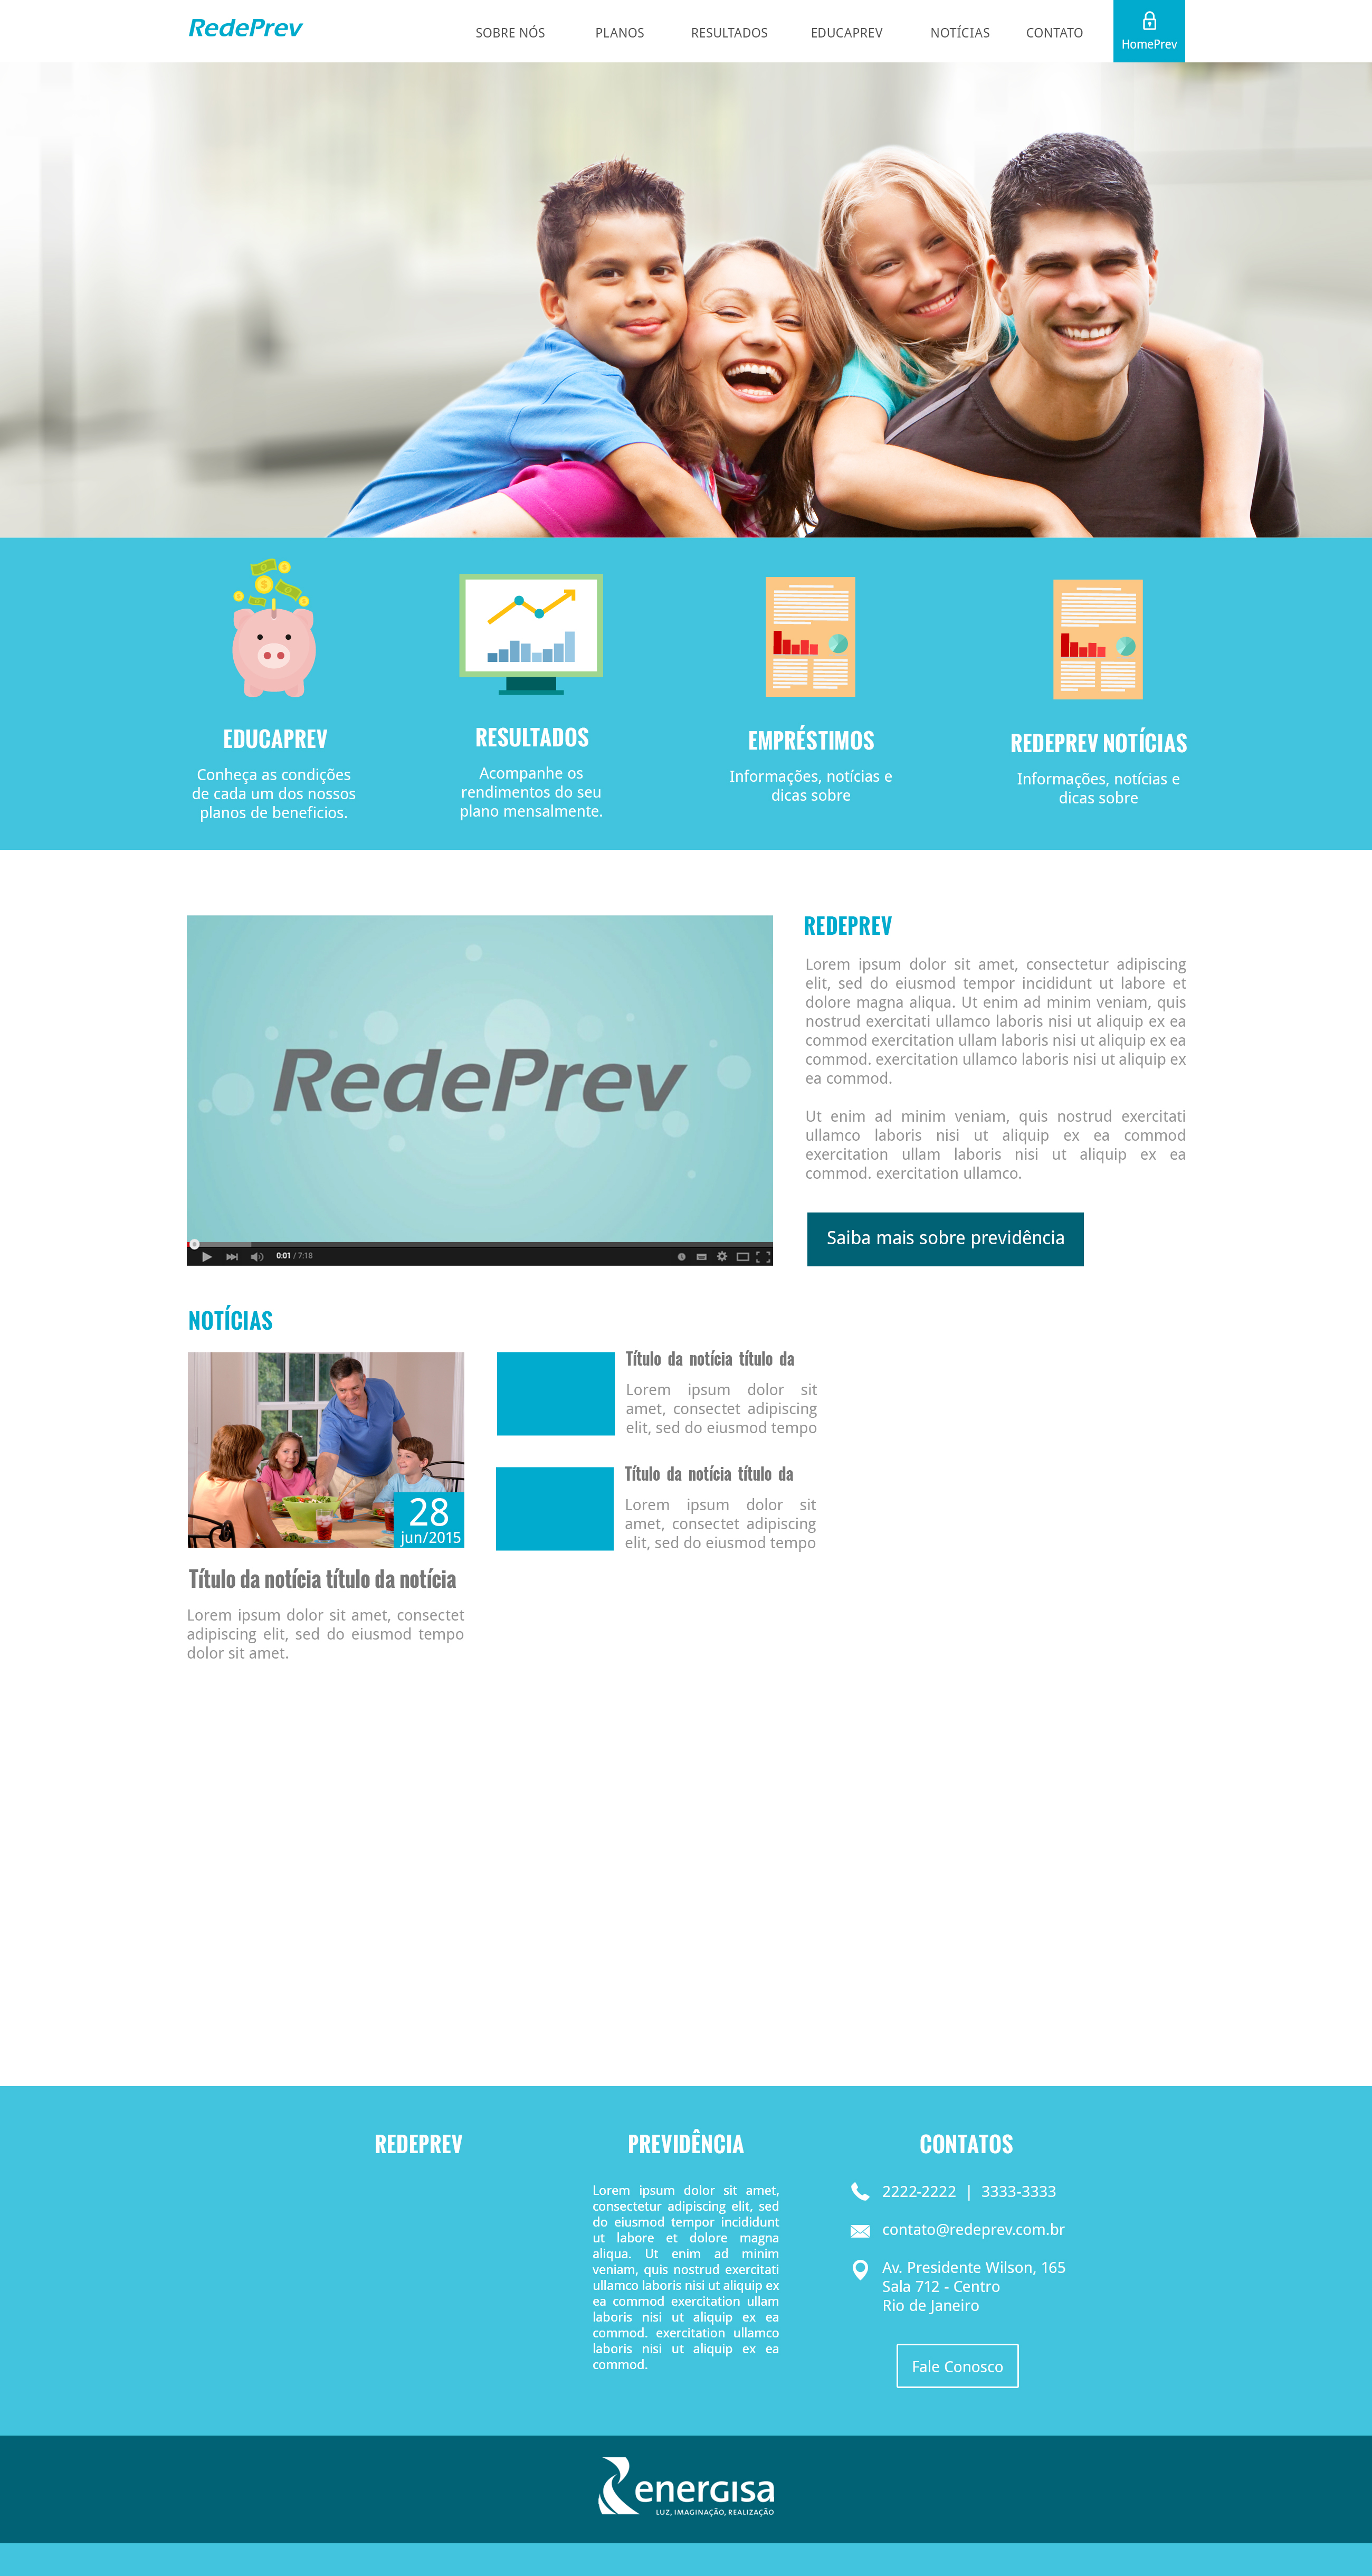 RedePrev
SOBRE NÓS
PLANOS
RESULTADOS
EDUCAPREV
NOTÍCIAS
CONTATO
HomePrev
EDUCAPREV
Conheça as condições
de cada um dos nossos
planos de beneficios.
RESULTADOS
Acompanhe os
rendimentos do seu
plano mensalmente.
EMPRÉSTIMOS
Informações, notícias e
dicas sobre
REDEPREV NOTÍCIAS
Informações, notícias e
dicas sobre
RedePrev
0:01 / 7:18
REDEPREV
Lorem ipsum dolor sit amet, consectetur adipiscing
elit, sed do eiusmod tempor incididunt ut labore et
dolore magna aliqua. Ut enim ad minim veniam, quis
nostrud exercitati ullamco laboris nisi ut aliquip ex ea
commod exercitation ullam laboris nisi ut aliquip ex ea
commod. exercitation ullamco laboris nisi ut aliquip ex
ea commod.
Ut enim ad minim veniam, quis nostrud exercitati
ullamco laboris nisi ut aliquip ex ea commod
exercitation ullam laboris nisi ut aliquip ex ea
commod. exercitation ullamco.
Saiba mais sobre previdência
NOTÍCIAS
28
jun/2015
Título da notícia título da notícia
Lorem ipsum dolor sit amet, consectet
adipiscing elit, sed do eiusmod tempo
dolor sit amet.
Título da notícia título da
Lorem ipsum dolor sit
amet, consectet adipiscing
elit, sed do eiusmod tempo
Título da notícia título da
Lorem ipsum dolor sit
amet, consectet adipiscing
elit, sed do eiusmod tempo
REDEPREV
PREVIDÊNCIA
Lorem ipsum dolor sit amet,
consectetur adipiscing elit, sed
do eiusmod tempor incididunt
ut labore et dolore magna
aliqua. Ut enim ad minim
veniam, quis nostrud exercitati
ullamco laboris nisi ut aliquip ex
ea commod exercitation ullam
laboris nisi ut aliquip ex ea
commod. exercitation ullamco
laboris nisi ut aliquip ex ea
commod.
CONTATOS
2222-2222 | 3333-3333
contato@redeprev.com.br
Av. Presidente Wilson, 165
Sala 712 - Centro
Rio de Janeiro
Fale Conosco
energisa
LUZ, IMAGINAÇÃO, REALIZAÇÃO